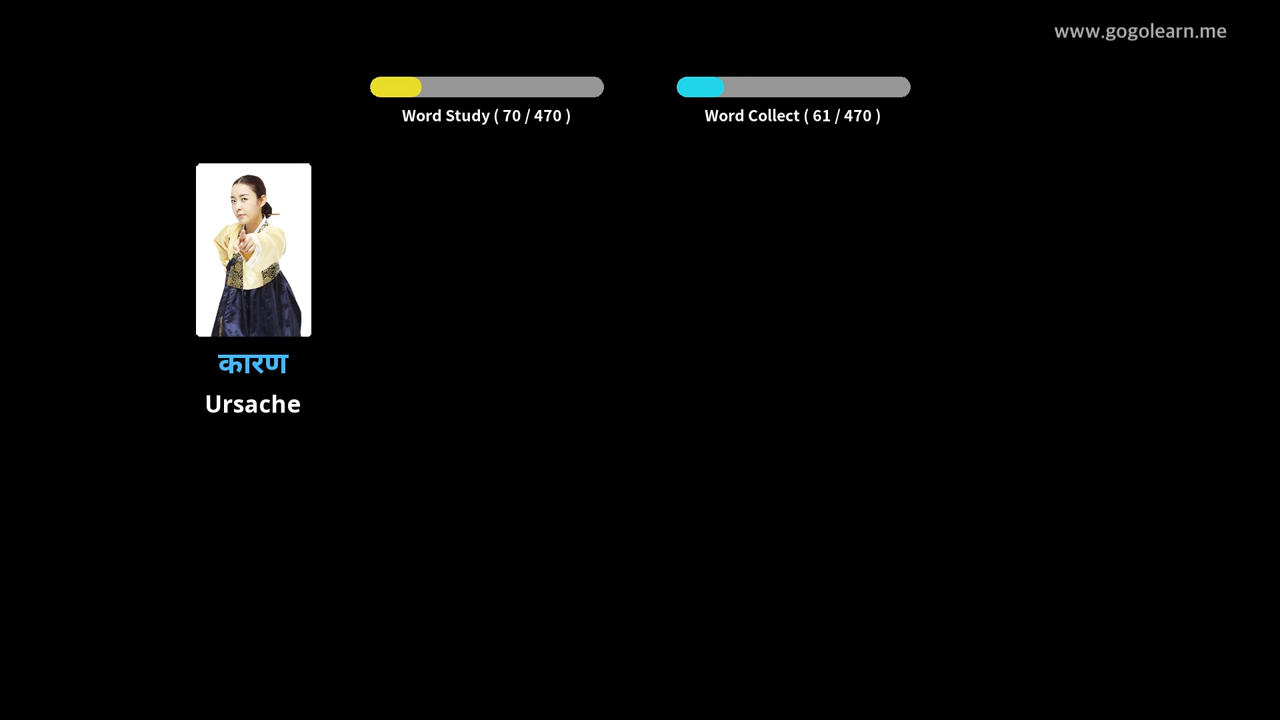 www.gogolearn.me
Word Study ( 70 / 470 )
Word Collect ( 61 / 470 )
कारण
Ursache